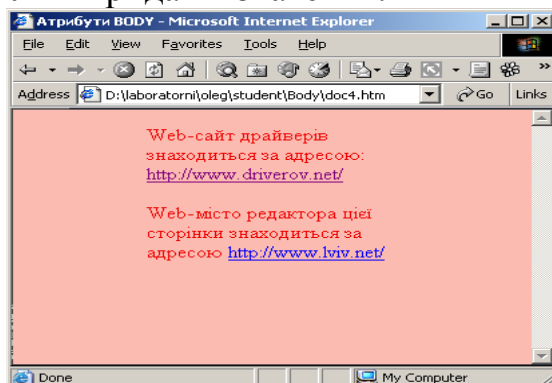 Атрибути BODY - Microsoft Internet Explorer
File Edit View Favorites Tools Help
Address D:\laboratorni\oleg\student\Body\doc4.htm Go Links
Web-сайт драйверів
знаходиться за адресою:
http://www.driverov.net/
Web-місто редактора цієї
сторінки знаходиться за
адресою http://www.lviv.net/
Done My Computer